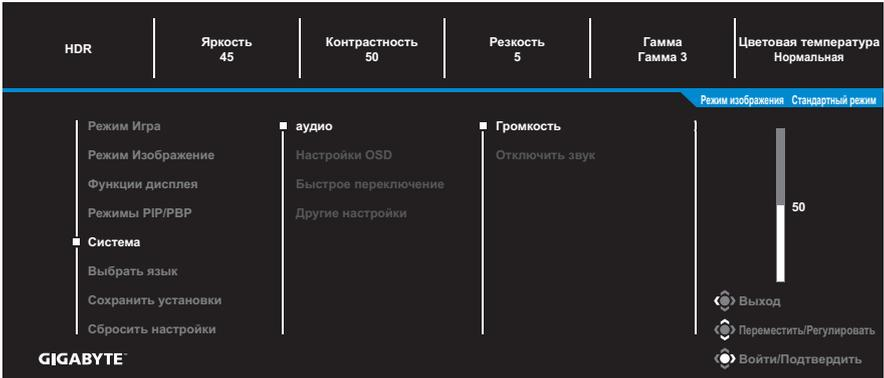 HDR
Яркость
45
Контрастность
50
Резкость
5
Гамма
Гамма 3
Цветовая температура
Нормальная
Режим изображения Стандартный режим
Режим Игра
Режим Изображение
Функции дисплея
Режимы PIP/PBP
Система
Выбрать язык
Сохранить установки
Сбросить настройки
аудио
Настройки OSD
Быстрое переключение
Другие настройки
Громкость
Отключить звук
50
Выход
Переместить/Регулировать
Войти/Подтвердить
GIGABYTE